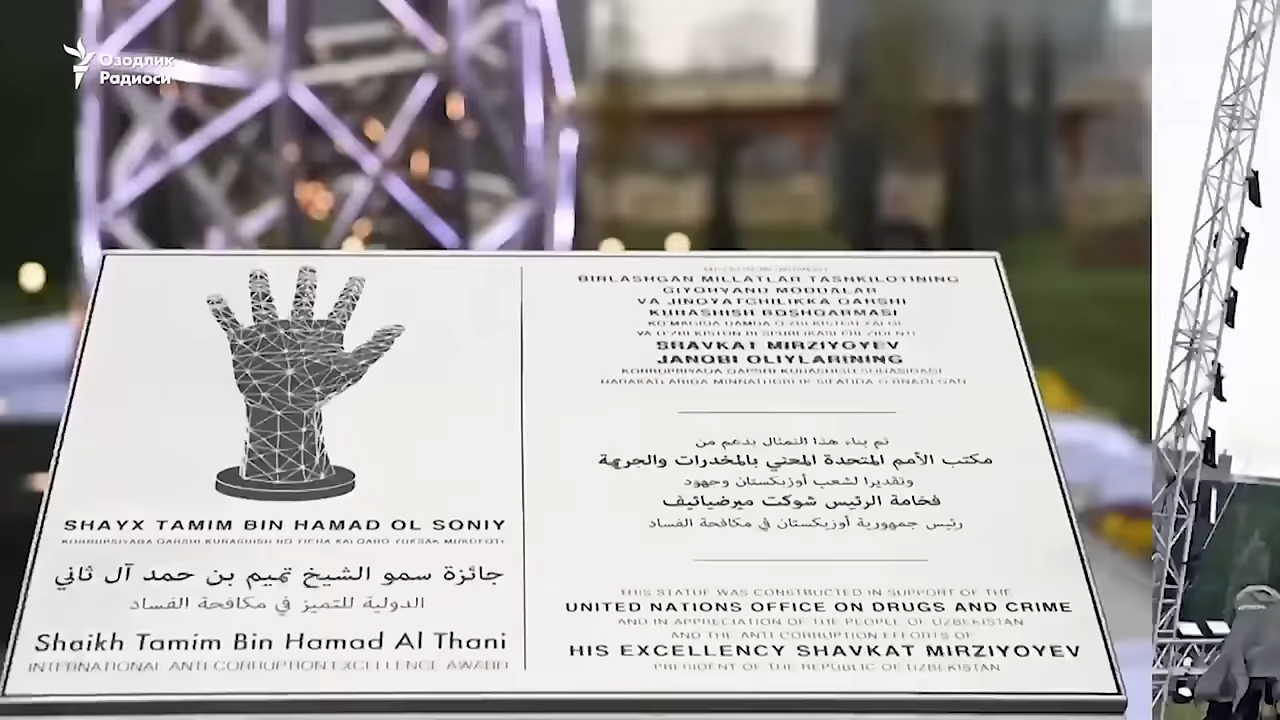 Озодлик
Радиоси
SHAYX TAMIM BIN HAMAD OL SONIY
جائزة سمو الشيخ تميم بن حمد آل ثاني
الدولية للتميز في مكافحة الفساد
Shaikh Tamim Bin Hamad Al Thani
INTERNATIONAL ANTI CORRUPTION EXCELLENCE AWARD
BIRLASHGAN MILLATLAR TASHKILOTINING
GIYOHVAND MODDALAR
VA JINOYATCHILIKKA QARSHI
KURASHISH BOSHQARMASI
SHAVKAT MIRZIYOYEV
JANOBI OLIYLARINING
تم بناء هذا التمثال بدعم من
مكتب الأمم المتحدة المعني بالمخدرات والجريمة
وتقديرا لشعب أوزبكستان وجهود
فخامة الرئيس شوكت ميرضيائيف
رئيس جمهورية أوزبكستان في مكافحة الفساد
THIS STATUE WAS CONSTRUCTED IN SUPPORT OF THE
UNITED NATIONS OFFICE ON DRUGS AND CRIME
AND IN APPRECIATION OF THE PEOPLE OF UZBEKISTAN
AND THE ANTI CORRUPTION EFFORTS OF
HIS EXCELLENCY SHAVKAT MIRZIYOYEV
PRESIDENT OF THE REPUBLIC OF UZBEKISTAN